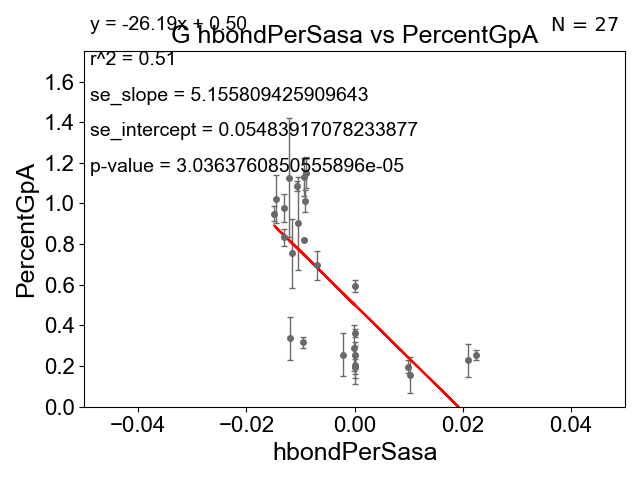 y = -26.19x + 0.50
N = 27
G hbondPerSasa vs PercentGpA
r^2 = 0.51
se_slope = 5.155809425909643
se_intercept = 0.05483917078233877
p-value = 3.0363760850555896e-05
PercentGpA
1.6
1.4
1.2
1.0
0.8
0.6
0.4
0.2
0.0
−0.04 −0.02 0.00 0.02 0.04
hbondPerSasa